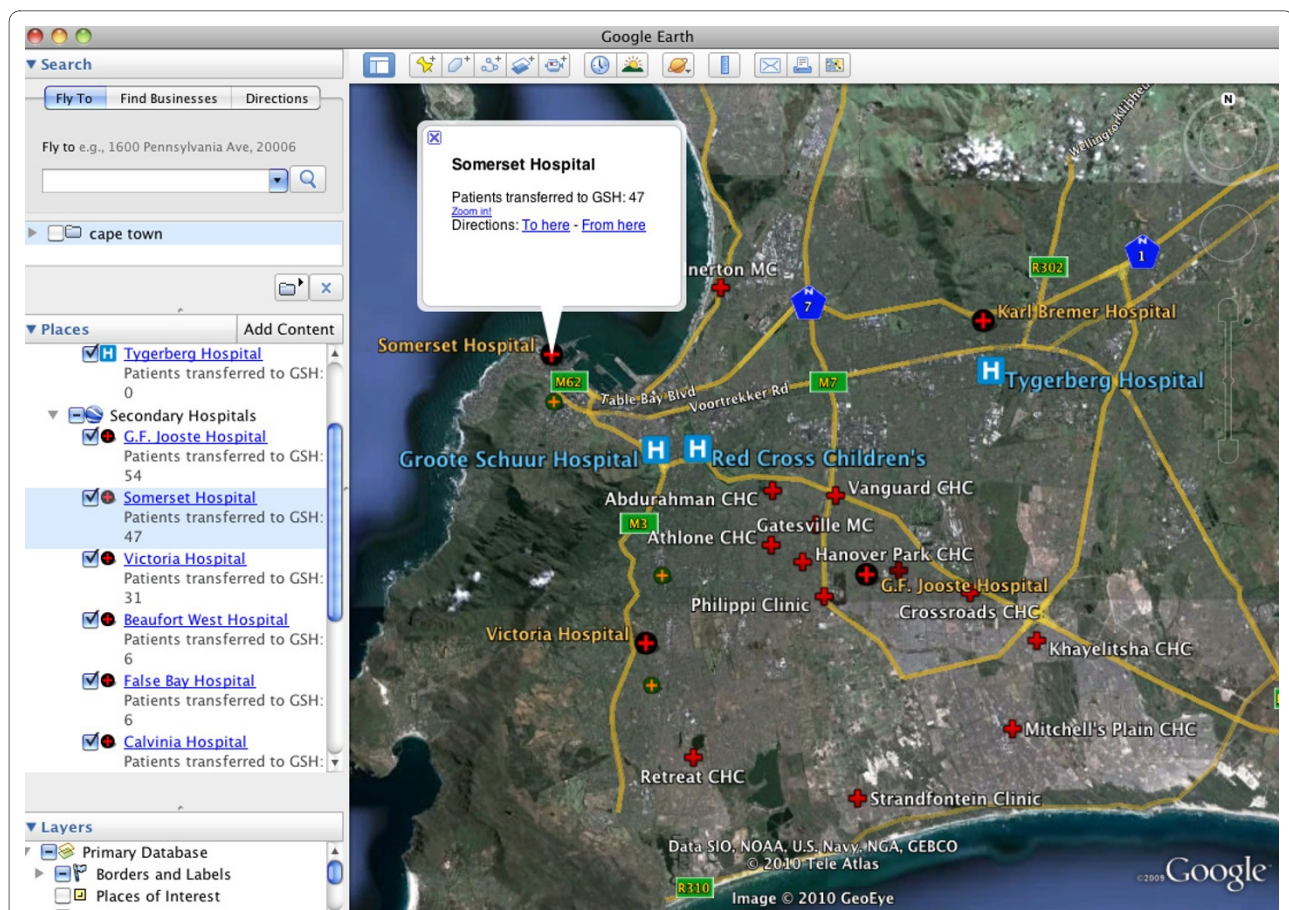 Google Earth
Search
Fly To
Find Businesses
Directions
Fly to e.g., 1600 Pennsylvania Ave, 20006
cape town
Places
Add Content
Tygerberg Hospital
Patients transferred to GSH:
0
Secondary Hospitals
G.F. Jooste Hospital
Patients transferred to GSH:
54
Somerset Hospital
Patients transferred to GSH:
47
Victoria Hospital
Patients transferred to GSH:
31
Beaufort West Hospital
Patients transferred to GSH:
6
False Bay Hospital
Patients transferred to GSH:
6
Calvinia Hospital
Patients transferred to GSH:
Layers
Primary Database
Borders and Labels
Places of Interest
Somerset Hospital
Patients transferred to GSH: 47
Zoom in!
Directions: To here - From here
Wellington
N
nerton MC
R302
N
1
N
7
Karl Bremer Hospital
Somerset Hospital
M62
Table Bay Blvd
Voortrekker Rd
M7
H
Tygerberg Hospital
Groote Schuur Hospital
H
H
Red Cross Children's
Abdurahman CHC
Vanguard CHC
M3
Gatesville MC
Athlone CHC
Hanover Park CHC
G.F. Jooste Hospital
Philippi Clinic
Crossroads CHC
Victoria Hospital
Khayelitsha CHC
Mitchell's Plain CHC
Retreat CHC
Strandfontein Clinic
Data SIO, NOAA, U.S. Navy, NGA, GEBCO
© 2010 Tele Atlas
R310
Image © 2010 GeoEye
©2009 Google